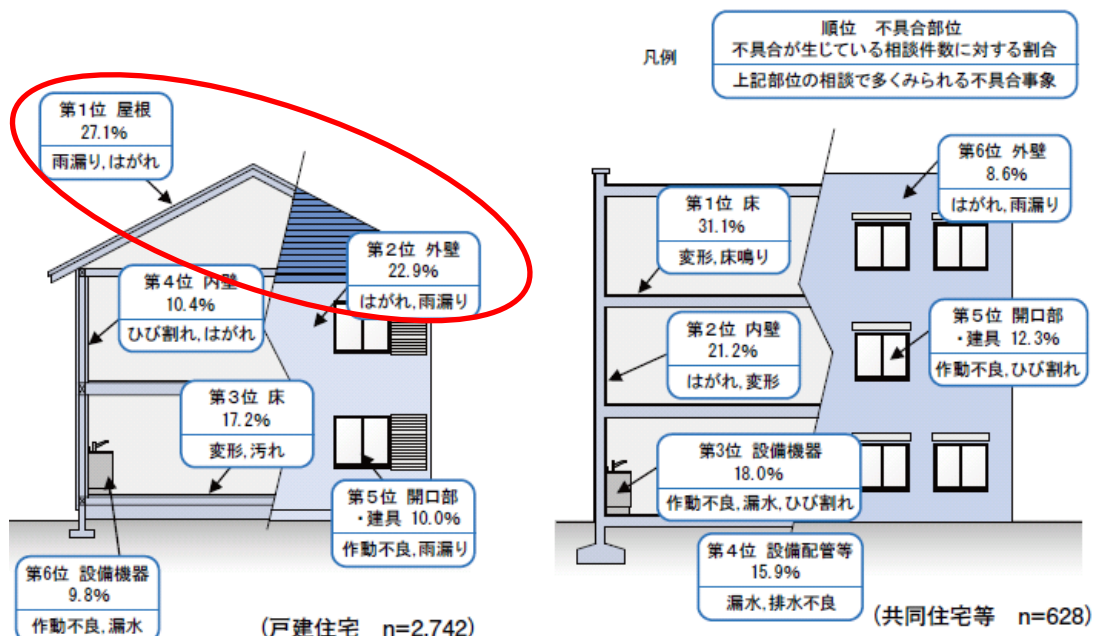 凡例
順位 不具合部位
不具合が生じている相談件数に対する割合
上記部位の相談で多くみられる不具合事象
第1位 屋根
27.1%
雨漏り,はがれ
第2位 外壁
22.9%
はがれ,雨漏り
第4位 内壁
10.4%
ひび割れ,はがれ
第3位 床
17.2%
変形,汚れ
第5位 開口部
・建具 10.0%
作動不良,雨漏り
第6位 設備機器
9.8%
作動不良,漏水
(戸建住宅 n=2,742)
第6位 外壁
8.6%
はがれ,雨漏り
第1位 床
31.1%
変形,床鳴り
第5位 開口部
・建具 12.3%
作動不良,ひび割れ
第2位 内壁
21.2%
はがれ,変形
第3位 設備機器
18.0%
作動不良,漏水,ひび割れ
第4位 設備配管等
15.9%
漏水,排水不良
(共同住宅等 n=628)